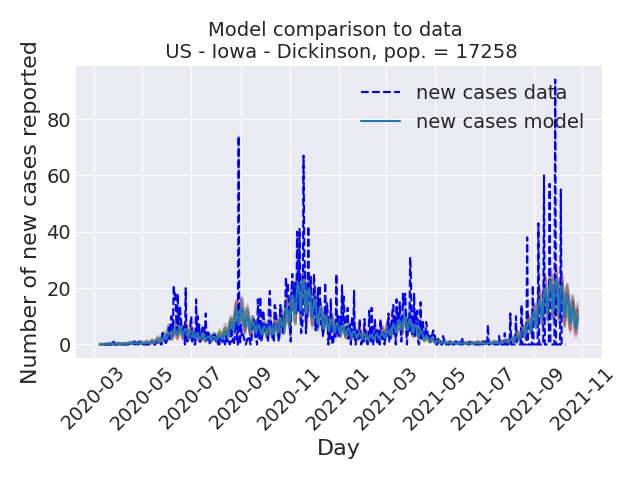 Model comparison to data
US - Iowa - Dickinson, pop. = 17258
Number of new cases reported
80
60
40
20
0
new cases data
new cases model
2020-03
2020-05
2020-07
2020-09
2020-11
2021-01
2021-03
2021-05
2021-07
2021-09
2021-11
Day